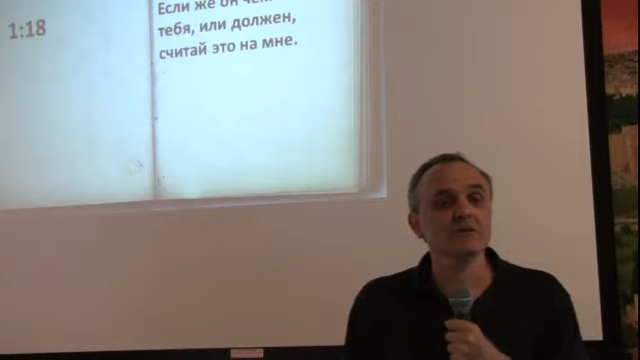 1:18
Если же он
тебя, или должен,
считай это на мне.